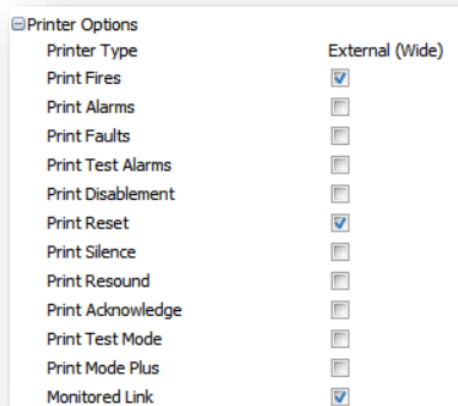 Printer Options
Printer Type External (Wide)
Print Fires
Print Alarms
Print Faults
Print Test Alarms
Print Disablement
Print Reset
Print Silence
Print Resound
Print Acknowledge
Print Test Mode
Print Mode Plus
Monitored Link